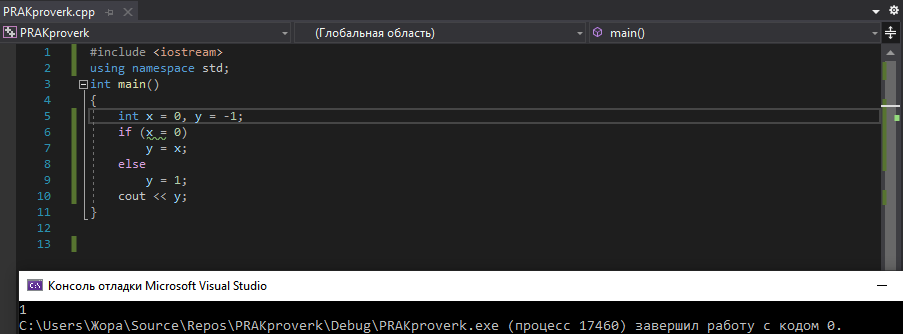 PRAKproverk.cpp
PRAKproverk (Глобальная область) main()
1 #include <iostream>
2 using namespace std;
3 int main()
4 {
5 int x = 0, y = -1;
6 if (x = 0)
7 y = x;
8 else
9 y = 1;
10 cout << y;
11 }
12
13
C:\ Консоль отладки Microsoft Visual Studio
1
C:\Users\Жора\Source\Repos\PRAKproverk\Debug\PRAKproverk.exe (процесс 17460) завершил работу с кодом 0.